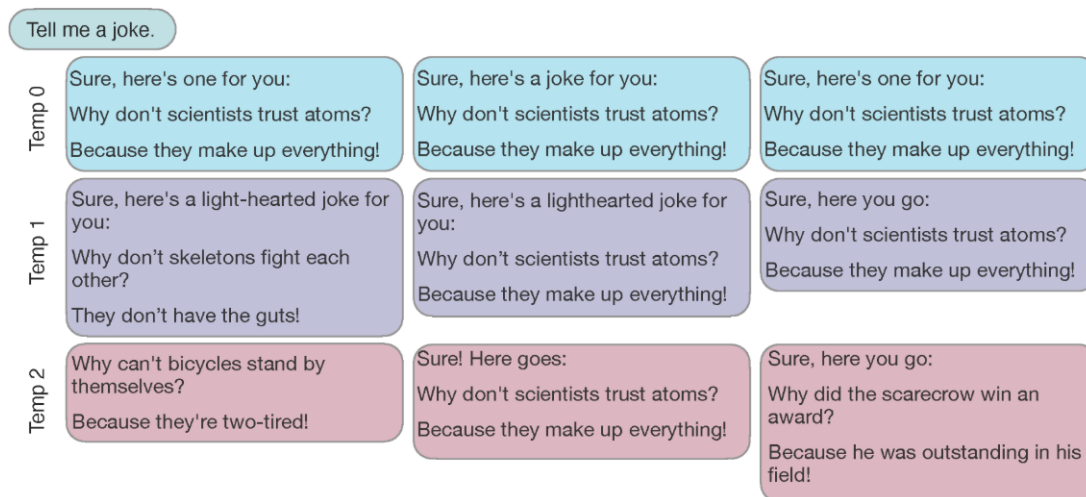 Tell me a joke.
Temp 0
Sure, here's one for you:
Why don't scientists trust atoms?
Because they make up everything!
Sure, here's a joke for you:
Why don't scientists trust atoms?
Because they make up everything!
Sure, here's one for you:
Why don't scientists trust atoms?
Because they make up everything!
Temp 1
Sure, here's a light-hearted joke for
you:
Why don’t skeletons fight each
other?
They don’t have the guts!
Sure, here's a lighthearted joke for
you:
Why don’t scientists trust atoms?
Because they make up everything!
Sure, here you go:
Why don't scientists trust atoms?
Because they make up everything!
Temp 2
Why can't bicycles stand by
themselves?
Because they're two-tired!
Sure! Here goes:
Why don't scientists trust atoms?
Because they make up everything!
Sure, here you go:
Why did the scarecrow win an
award?
Because he was outstanding in his
field!